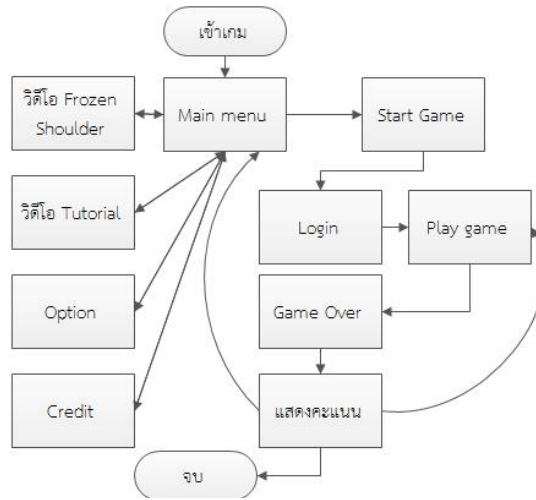 เข้าเกม
วิดีโอ Frozen
Shoulder
Main menu
Start Game
วิดีโอ Tutorial
Login
Play game
Option
Game Over
Credit
แสดงคะแนน
จบ